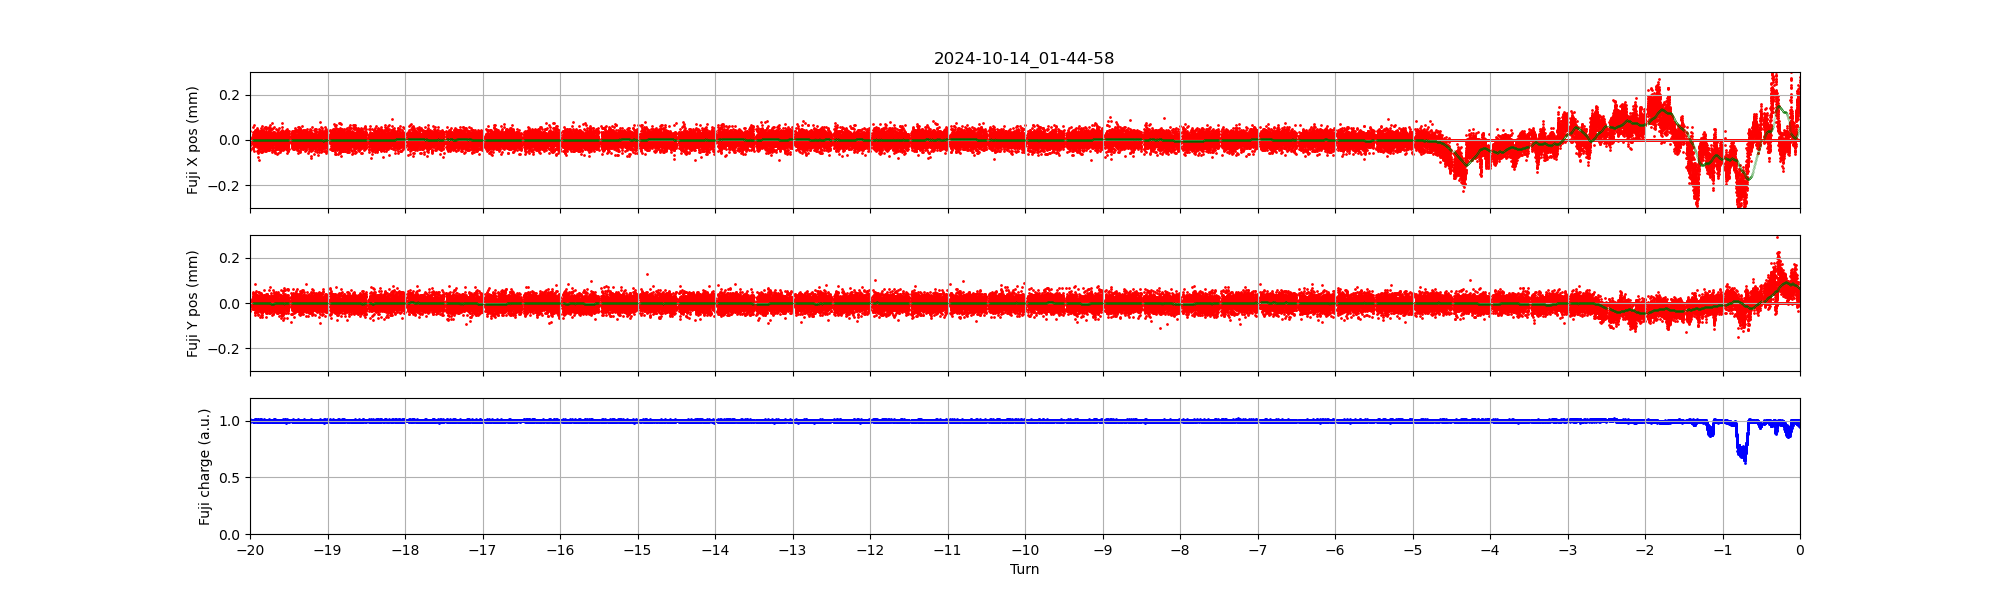 2024-10-14_01-44-58
Fuji X pos (mm)
0.2
0.0
−0.2
Fuji Y pos (mm)
0.2
0.0
−0.2
Fuji charge (a.u.)
1.0
0.5
0.0
−20 −19 −18 −17 −16 −15 −14 −13 −12 −11 −10 −9 −8 −7 −6 −5 −4 −3 −2 −1 0
Turn